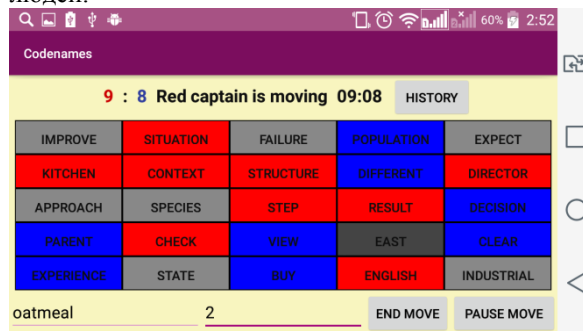 людей.
60% 2:52
Codenames
9 : 8 Red captain is moving 09:08 HISTORY
IMPROVE SITUATION FAILURE POPULATION EXPECT
KITCHEN CONTEXT STRUCTURE DIFFERENT DIRECTOR
APPROACH SPECIES STEP RESULT DECISION
PARENT CHECK VIEW EAST CLEAR
EXPERIENCE STATE BUY ENGLISH INDUSTRIAL
oatmeal 2 END MOVE PAUSE MOVE